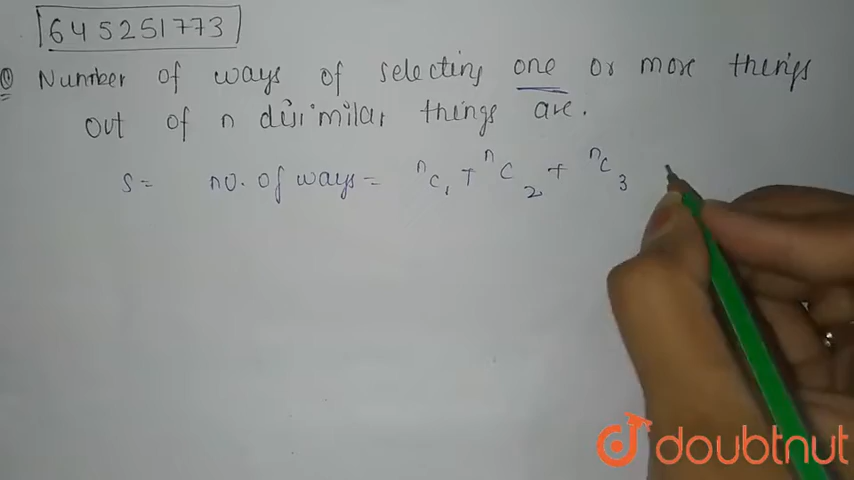 645251773
Q Number of ways of selecting one or more things
out of n dissimilar things are.
S= no. of ways = ⁿC₁ + ⁿC₂ + ⁿC₃
doubtnut